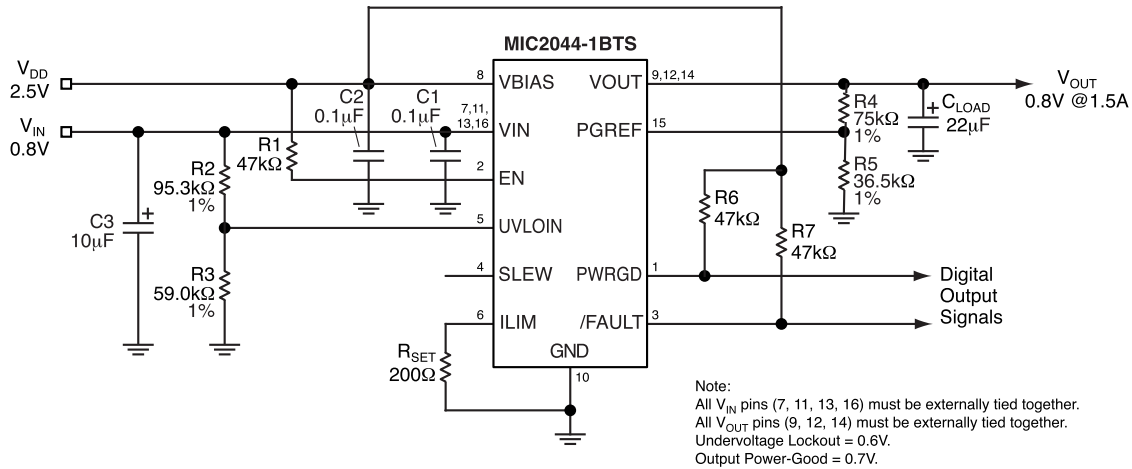 MIC2044-1BTS
VDD
2.5V
VIN
0.8V
8
VBIAS
7,11,
13,16
VIN
2
EN
5
UVLOIN
4
SLEW
6
ILIM
GND
10
VOUT
9,12,14
PGREF
15
PWRGD
1
/FAULT
3
C2
0.1µF
C1
0.1µF
R1
47kΩ
R2
95.3kΩ
1%
C3
10µF
+
R3
59.0kΩ
1%
RSET
200Ω
R4
75kΩ
1%
+
CLOAD
22µF
VOUT
0.8V @1.5A
R5
36.5kΩ
1%
R6
47kΩ
R7
47kΩ
Digital
Output
Signals
Note:
All VIN pins (7, 11, 13, 16) must be externally tied together.
All VOUT pins (9, 12, 14) must be externally tied together.
Undervoltage Lockout = 0.6V.
Output Power-Good = 0.7V.